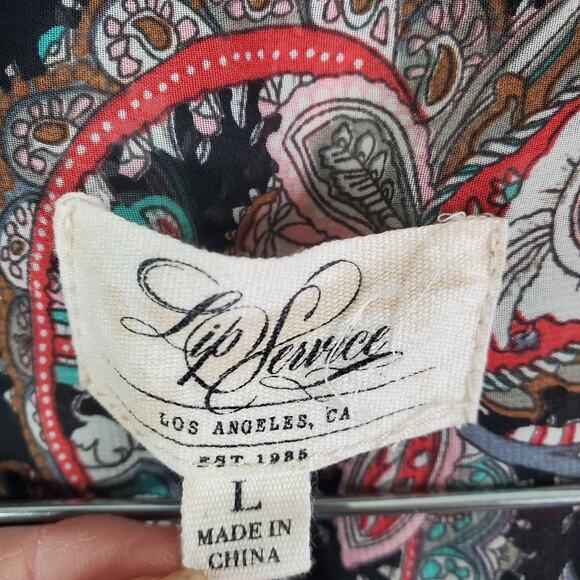 Lip Service
LOS ANGELES, CA
EST 1985
L
MADE IN
CHINA